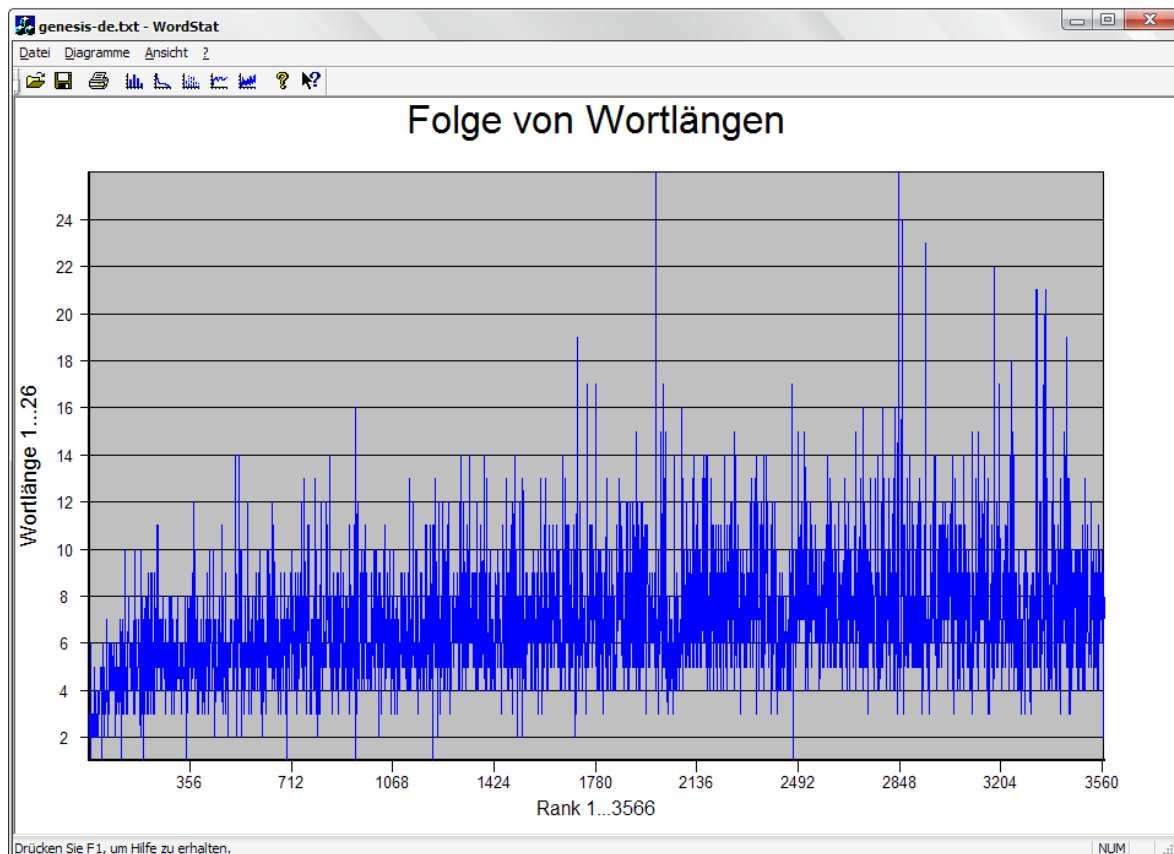 genesis-de.txt - WordStat
Datei Diagramme Ansicht ?
Folge von Wortlängen
24
22
20
18
16
14
12
10
8
6
4
2
Wortlänge 1...26
356 712 1068 1424 1780 2136 2492 2848 3204 3560
Rank 1...3566
Drücken Sie F1, um Hilfe zu erhalten. NUM